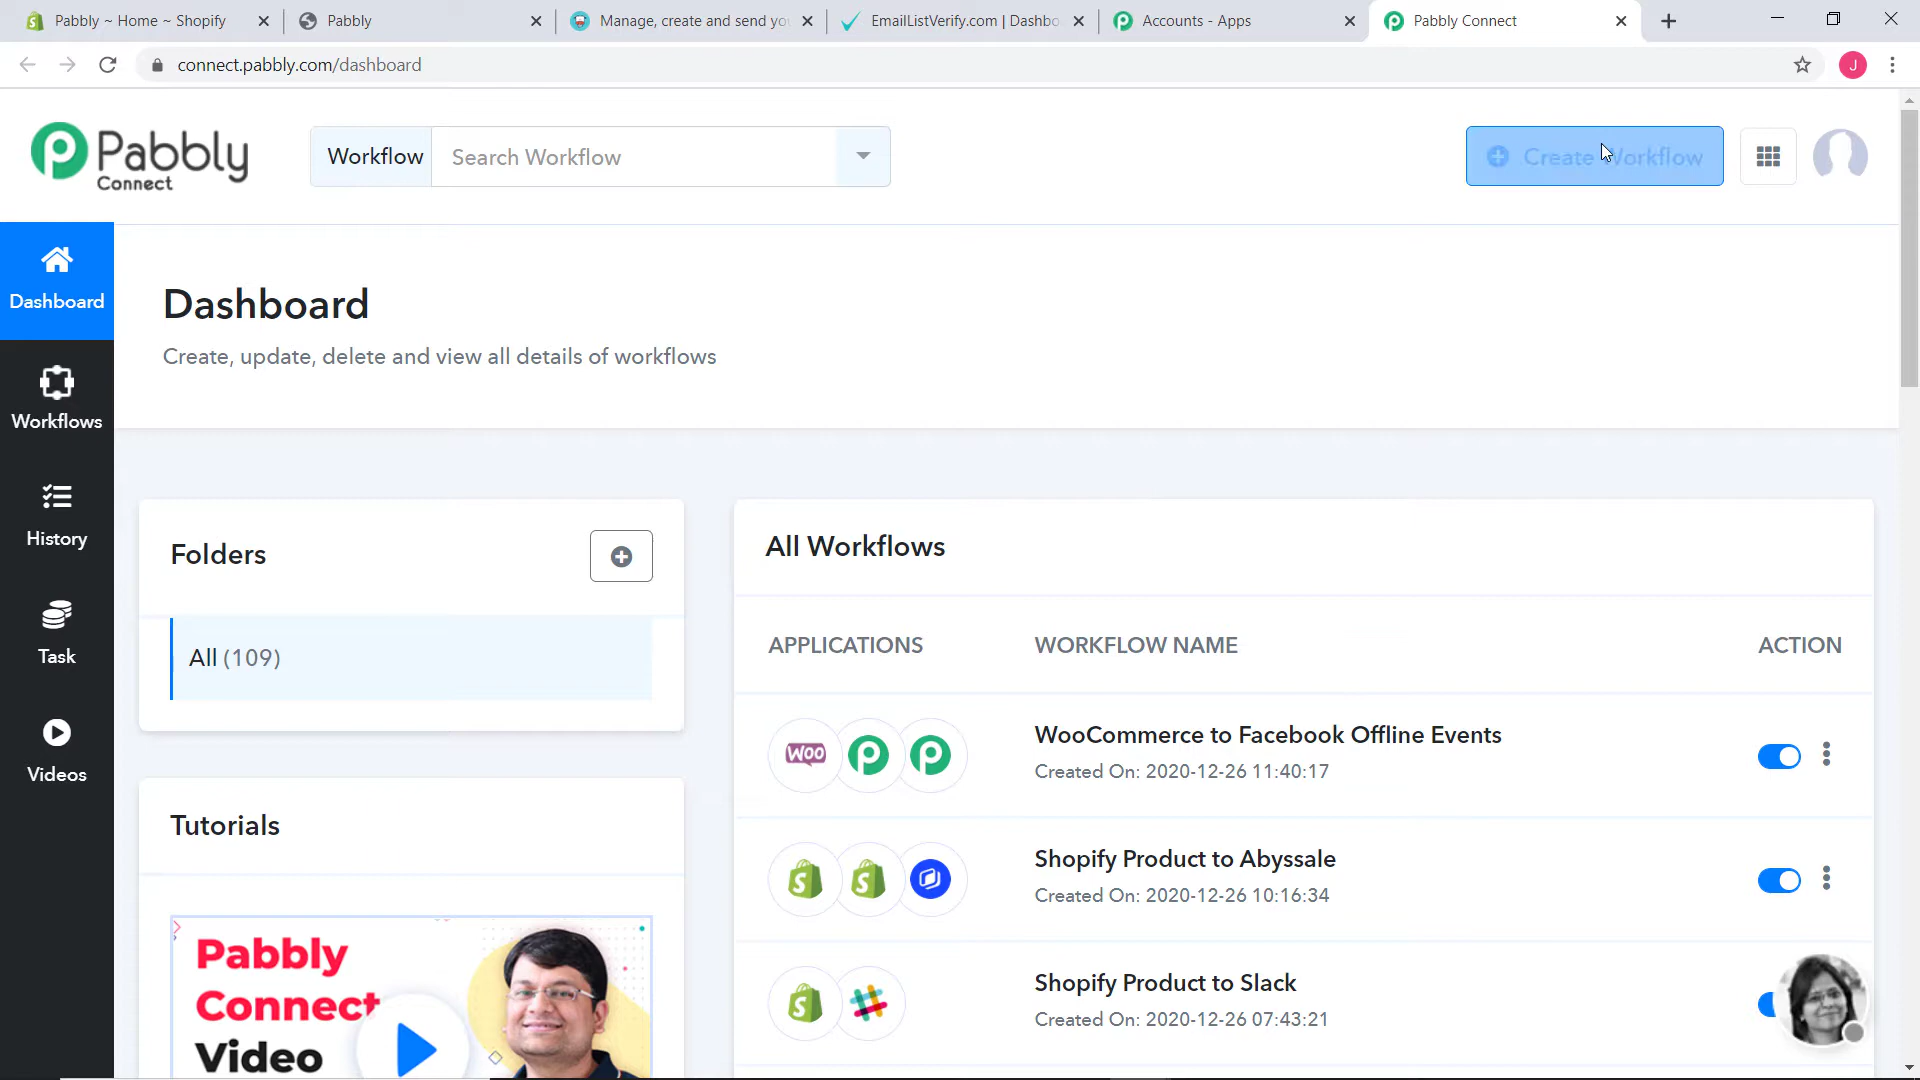 Pabbly ~ Home ~ Shopify
Pabbly
Manage, create and send yo
EmailListVerify.com | Dashbo
Accounts - Apps
Pabbly Connect
connect.pabbly.com/dashboard
J
Pabbly
Connect
Workflow
Search Workflow
Create Workflow
Dashboard
Dashboard
Create, update, delete and view all details of workflows
Workflows
History
Task
Videos
Folders
All (109)
Tutorials
Pabbly
Connect
Video
All Workflows
APPLICATIONS
WORKFLOW NAME
ACTION
WOO
WooCommerce to Facebook Offline Events
Created On: 2020-12-26 11:40:17
Shopify Product to Abyssale
Created On: 2020-12-26 10:16:34
Shopify Product to Slack
Created On: 2020-12-26 07:43:21